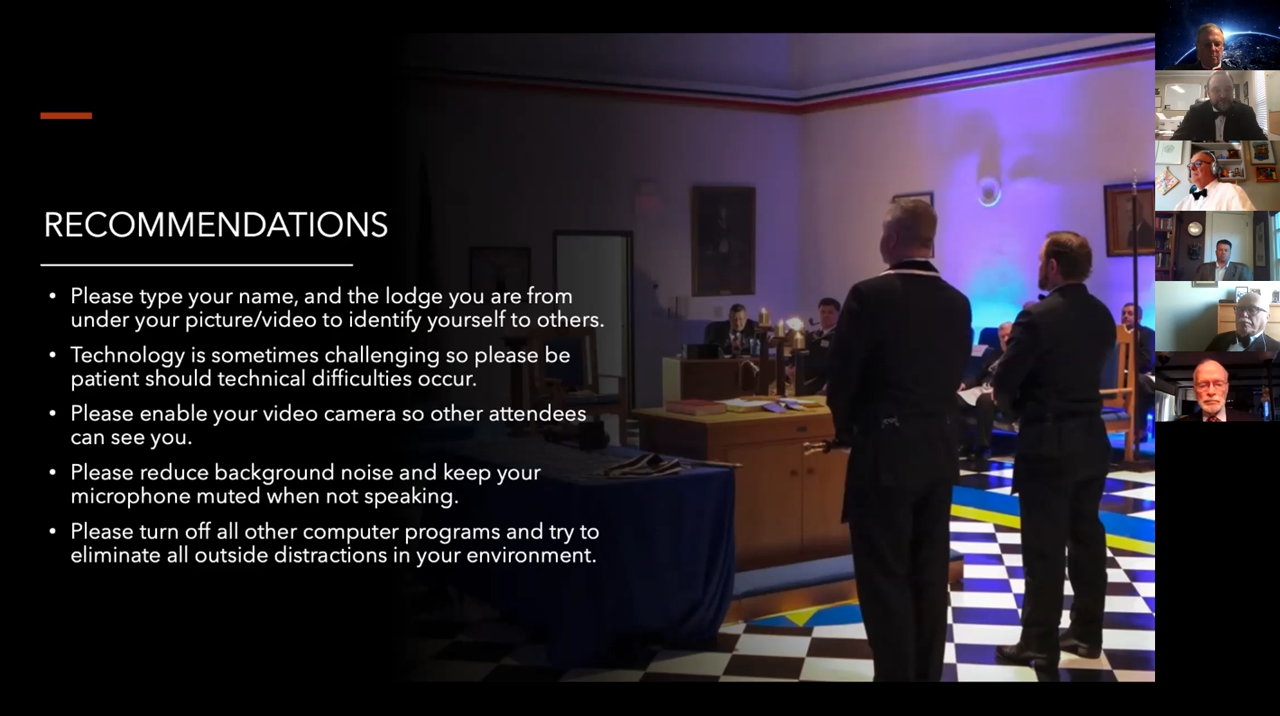 RECOMMENDATIONS
• Please type your name, and the lodge you are from
under your picture/video to identify yourself to others.
• Technology is sometimes challenging so please be
patient should technical difficulties occur.
• Please enable your video camera so other attendees
can see you.
• Please reduce background noise and keep your
microphone muted when not speaking.
• Please turn off all other computer programs and try to
eliminate all outside distractions in your environment.